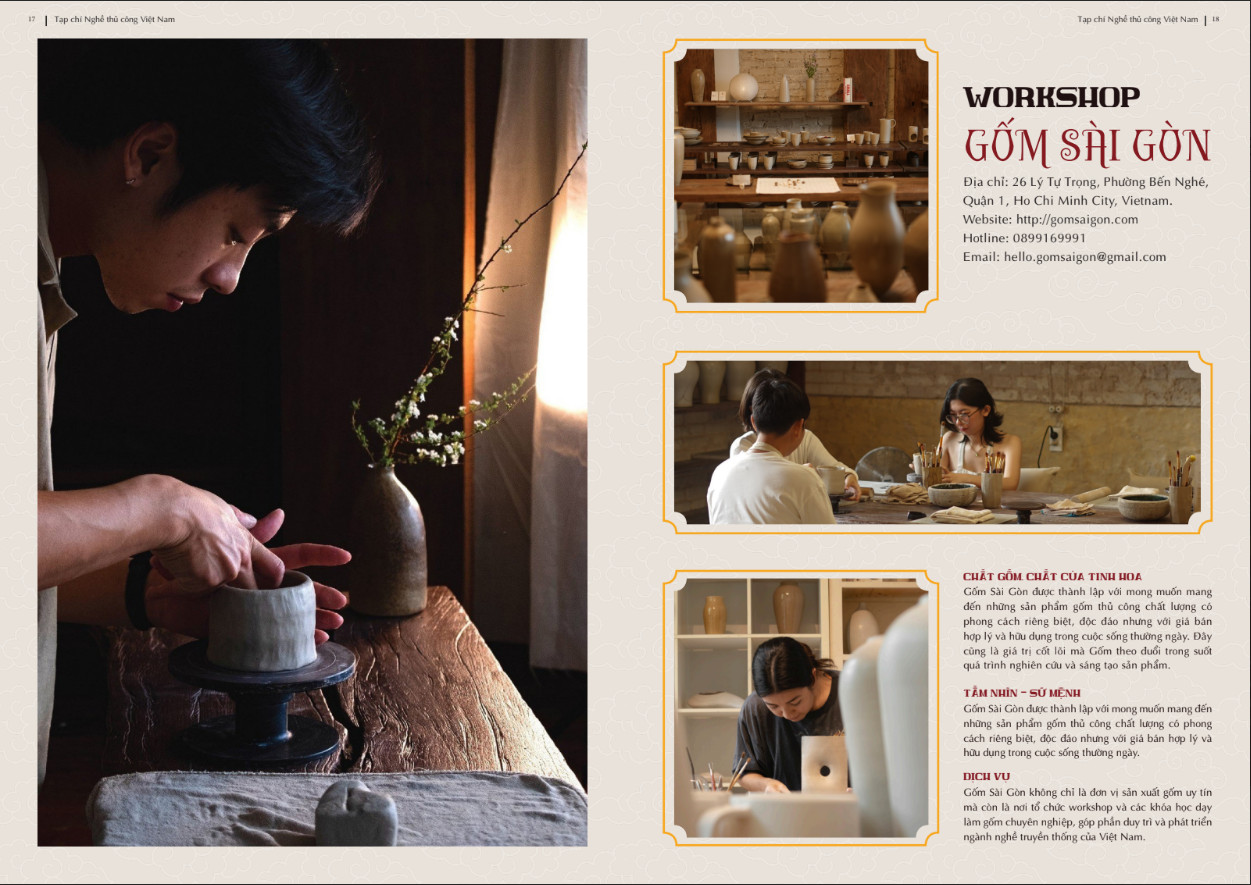 17 | Tạp chí Nghề thủ công Việt Nam
Tạp chí Nghề thủ công Việt Nam | 18
WORKSHOP
GỐM SÀI GÒN
Địa chỉ: 26 Lý Tự Trọng, Phường Bến Nghé,
Quận 1, Ho Chi Minh City, Vietnam.
Website: http://gomsaigon.com
Hotline: 0899169991
Email: hello.gomsaigon@gmail.com
CHẤT GỐM, CHẤT CỦA TINH HOA
Gốm Sài Gòn được thành lập với mong muốn mang
đến những sản phẩm gốm thủ công chất lượng có
phong cách riêng biệt, độc đáo nhưng với giá bán
hợp lý và hữu dụng trong cuộc sống thường ngày. Đây
cũng là giá trị cốt lõi mà Gốm theo đuổi trong suốt
quá trình nghiên cứu và sáng tạo sản phẩm.
TẦM NHÌN - SỨ MỆNH
Gốm Sài Gòn được thành lập với mong muốn mang đến
những sản phẩm gốm thủ công chất lượng có phong
cách riêng biệt, độc đáo nhưng với giá bán hợp lý và
hữu dụng trong cuộc sống thường ngày.
DỊCH VỤ
Gốm Sài Gòn không chỉ là đơn vị sản xuất gốm uy tín
mà còn là nơi tổ chức workshop và các khóa học dạy
làm gốm chuyên nghiệp, góp phần duy trì và phát triển
ngành nghề truyền thống của Việt Nam.